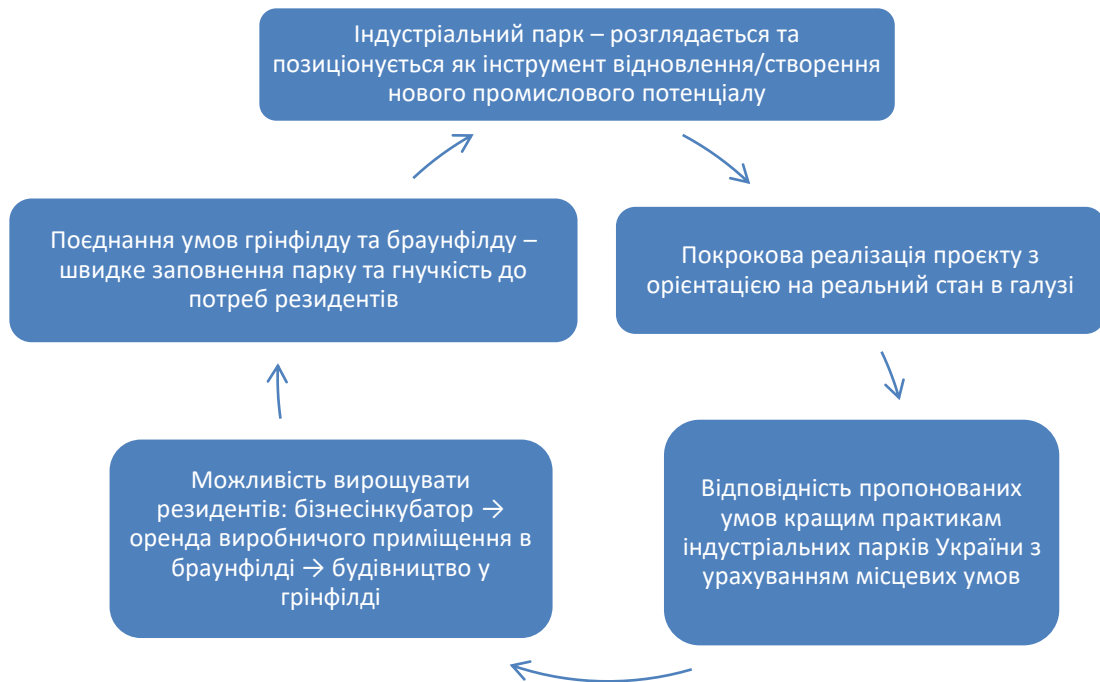 Індустріальний парк – розглядається та
позиціонується як інструмент відновлення/створення
нового промислового потенціалу
Поєднання умов грінфілду та браунфілду –
швидке заповнення парку та гнучкість до
потреб резидентів
Покрокова реалізація проєкту з
орієнтацією на реальний стан в галузі
Можливість вирощувати
резидентів: бізнесінкубатор →
оренда виробничого приміщення в
браунфілді → будівництво у
грінфілді
Відповідність пропонованих
умов кращим практикам
індустріальних парків України з
урахуванням місцевих умов